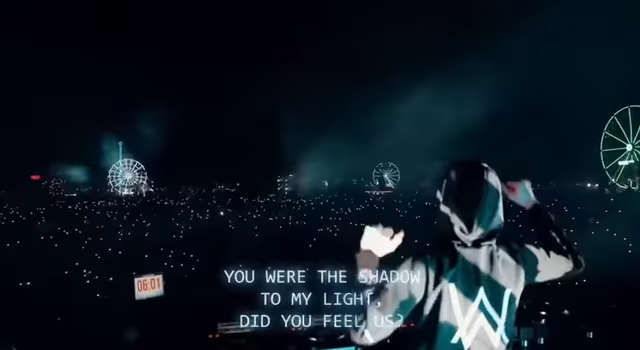 06:01
YOU WERE THE SHADOW
TO MY LIGHT,
DID YOU FEEL US?